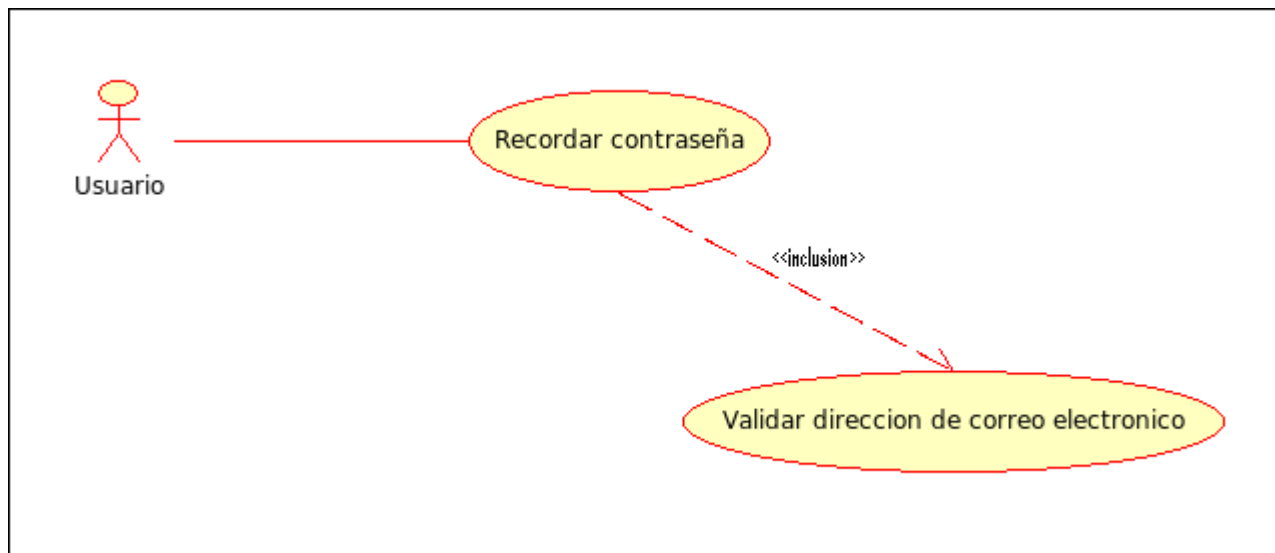 Recordar contraseña
Usuario
<<inclusion>>
Validar direccion de correo electronico